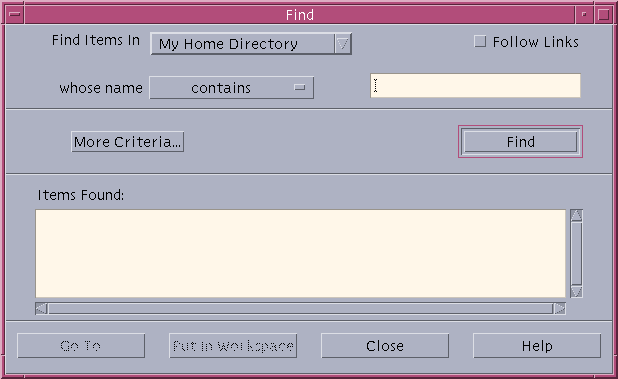 Find
Find Items In My Home Directory Follow Links
whose name contains
More Criteria... Find
Items Found:
Go To Put In Workspace Close Help